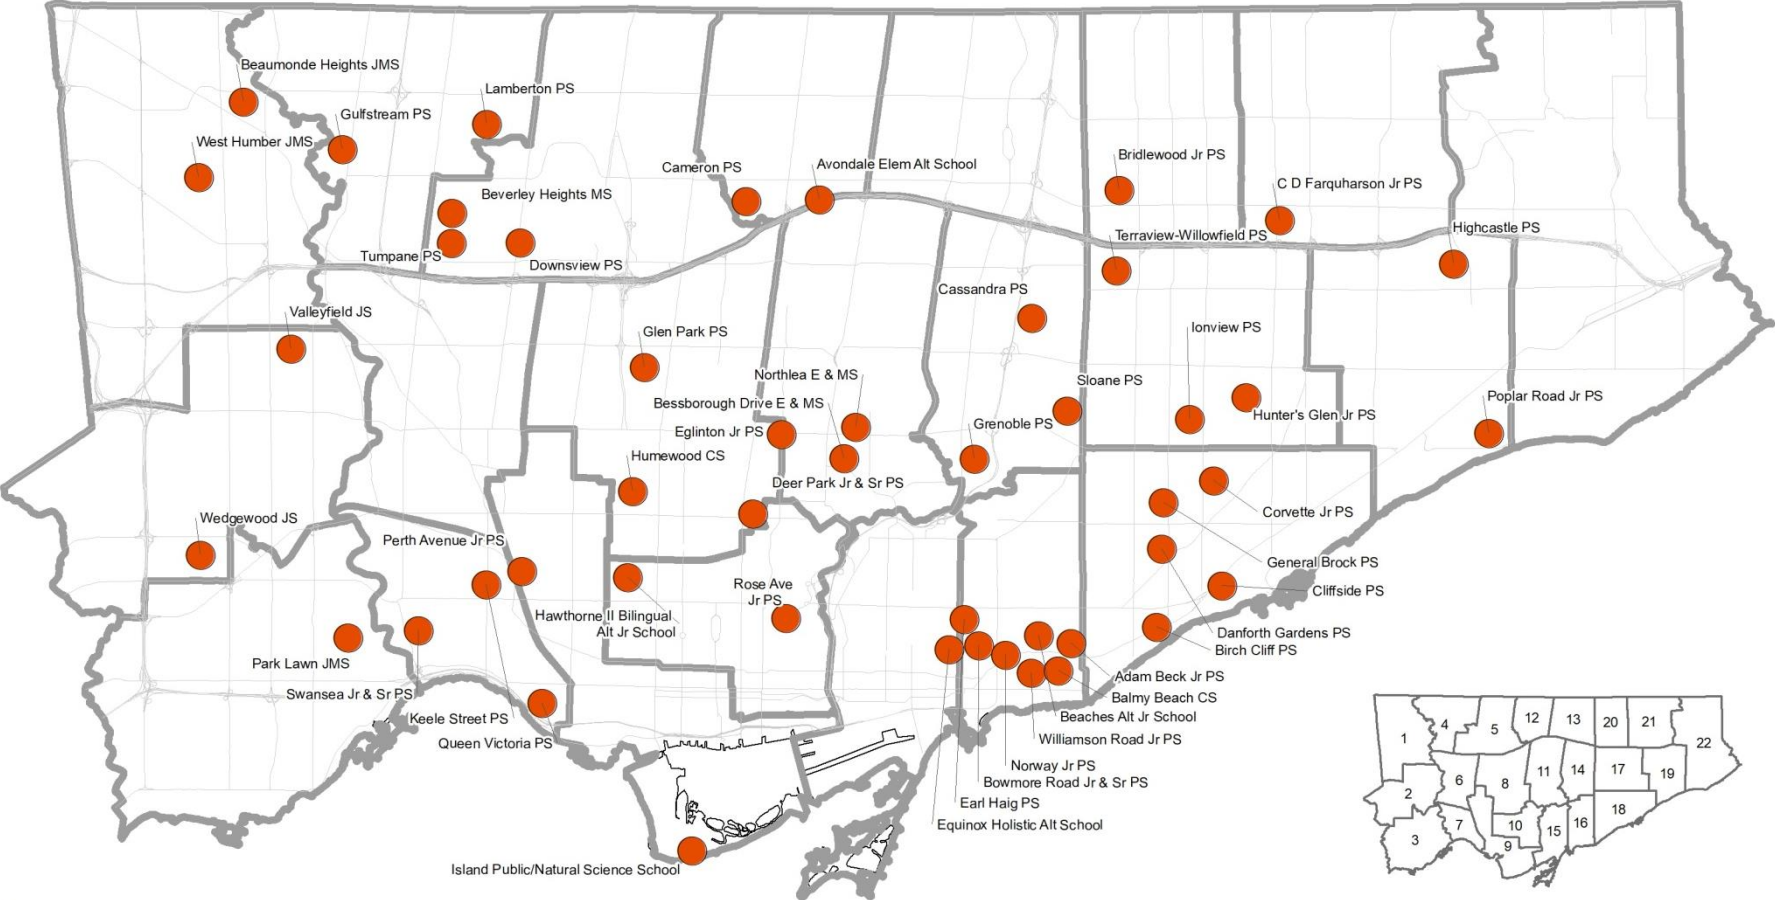 Beaumonde Heights JMS
Lamberton PS
Gulfstream PS
West Humber JMS
Cameron PS
Avondale Elem Alt School
Bridlewood Jr PS
C D Farquharson Jr PS
Beverley Heights MS
Highcastle PS
Terraview-Willowfield PS
Tumpane PS
Downsview PS
Cassandra PS
Valleyfield JS
Glen Park PS
Ionview PS
Northlea E & MS
Sloane PS
Bessborough Drive E & MS
Poplar Road Jr PS
Hunter's Glen Jr PS
Grenoble PS
Eglinton Jr PS
Humewood CS
Deer Park Jr & Sr PS
Corvette Jr PS
Wedgewood JS
Perth Avenue Jr PS
General Brock PS
Rose Ave
Jr PS
Cliffside PS
Hawthorne II Bilingual
Alt Jr School
Danforth Gardens PS
Birch Cliff PS
Park Lawn JMS
Adam Beck Jr PS
Swansea Jr & Sr PS
Balmy Beach CS
Keele Street PS
Beaches Alt Jr School
Queen Victoria PS
Williamson Road Jr PS
Norway Jr PS
Bowmore Road Jr & Sr PS
Earl Haig PS
Equinox Holistic Alt School
Island Public/Natural Science School
1
4
5
12
13
20
21
22
2
6
8
11
14
17
19
3
7
10
9
15
16
18